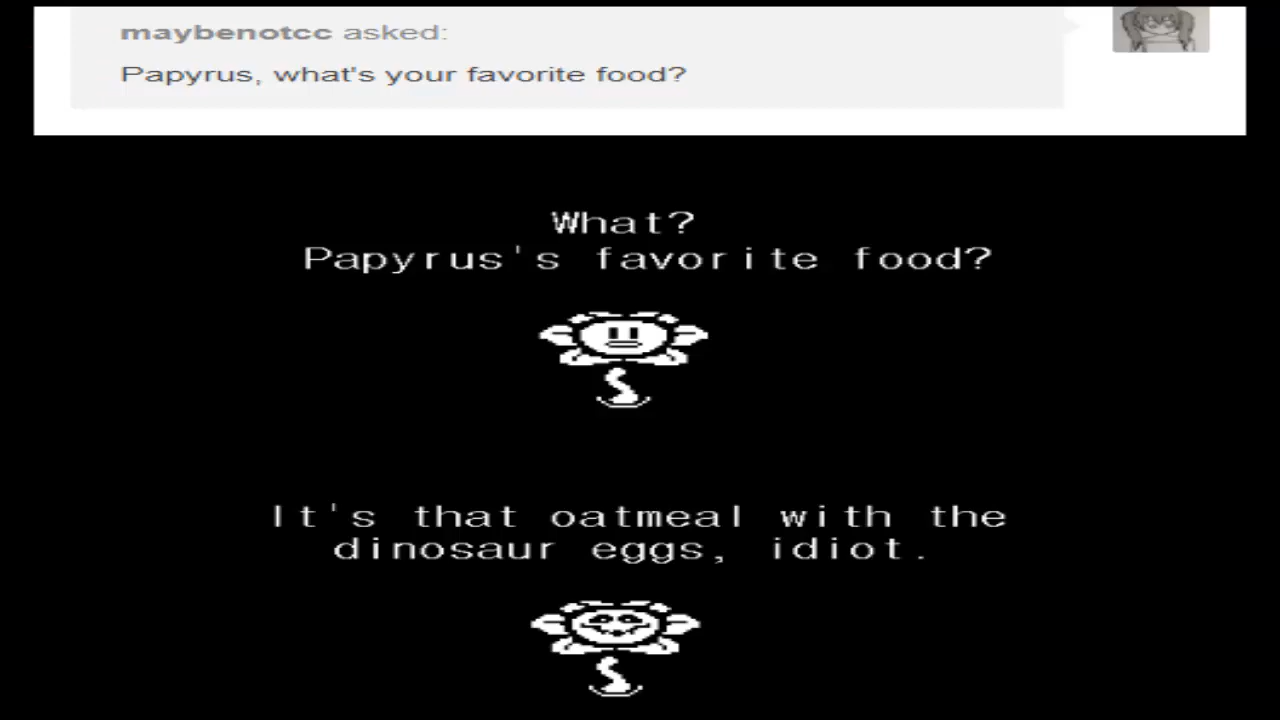 maybenotcc asked:
Papyrus, what's your favorite food?
What?
Papyrus's favorite food?
It's that oatmeal with the
dinosaur eggs, idiot.